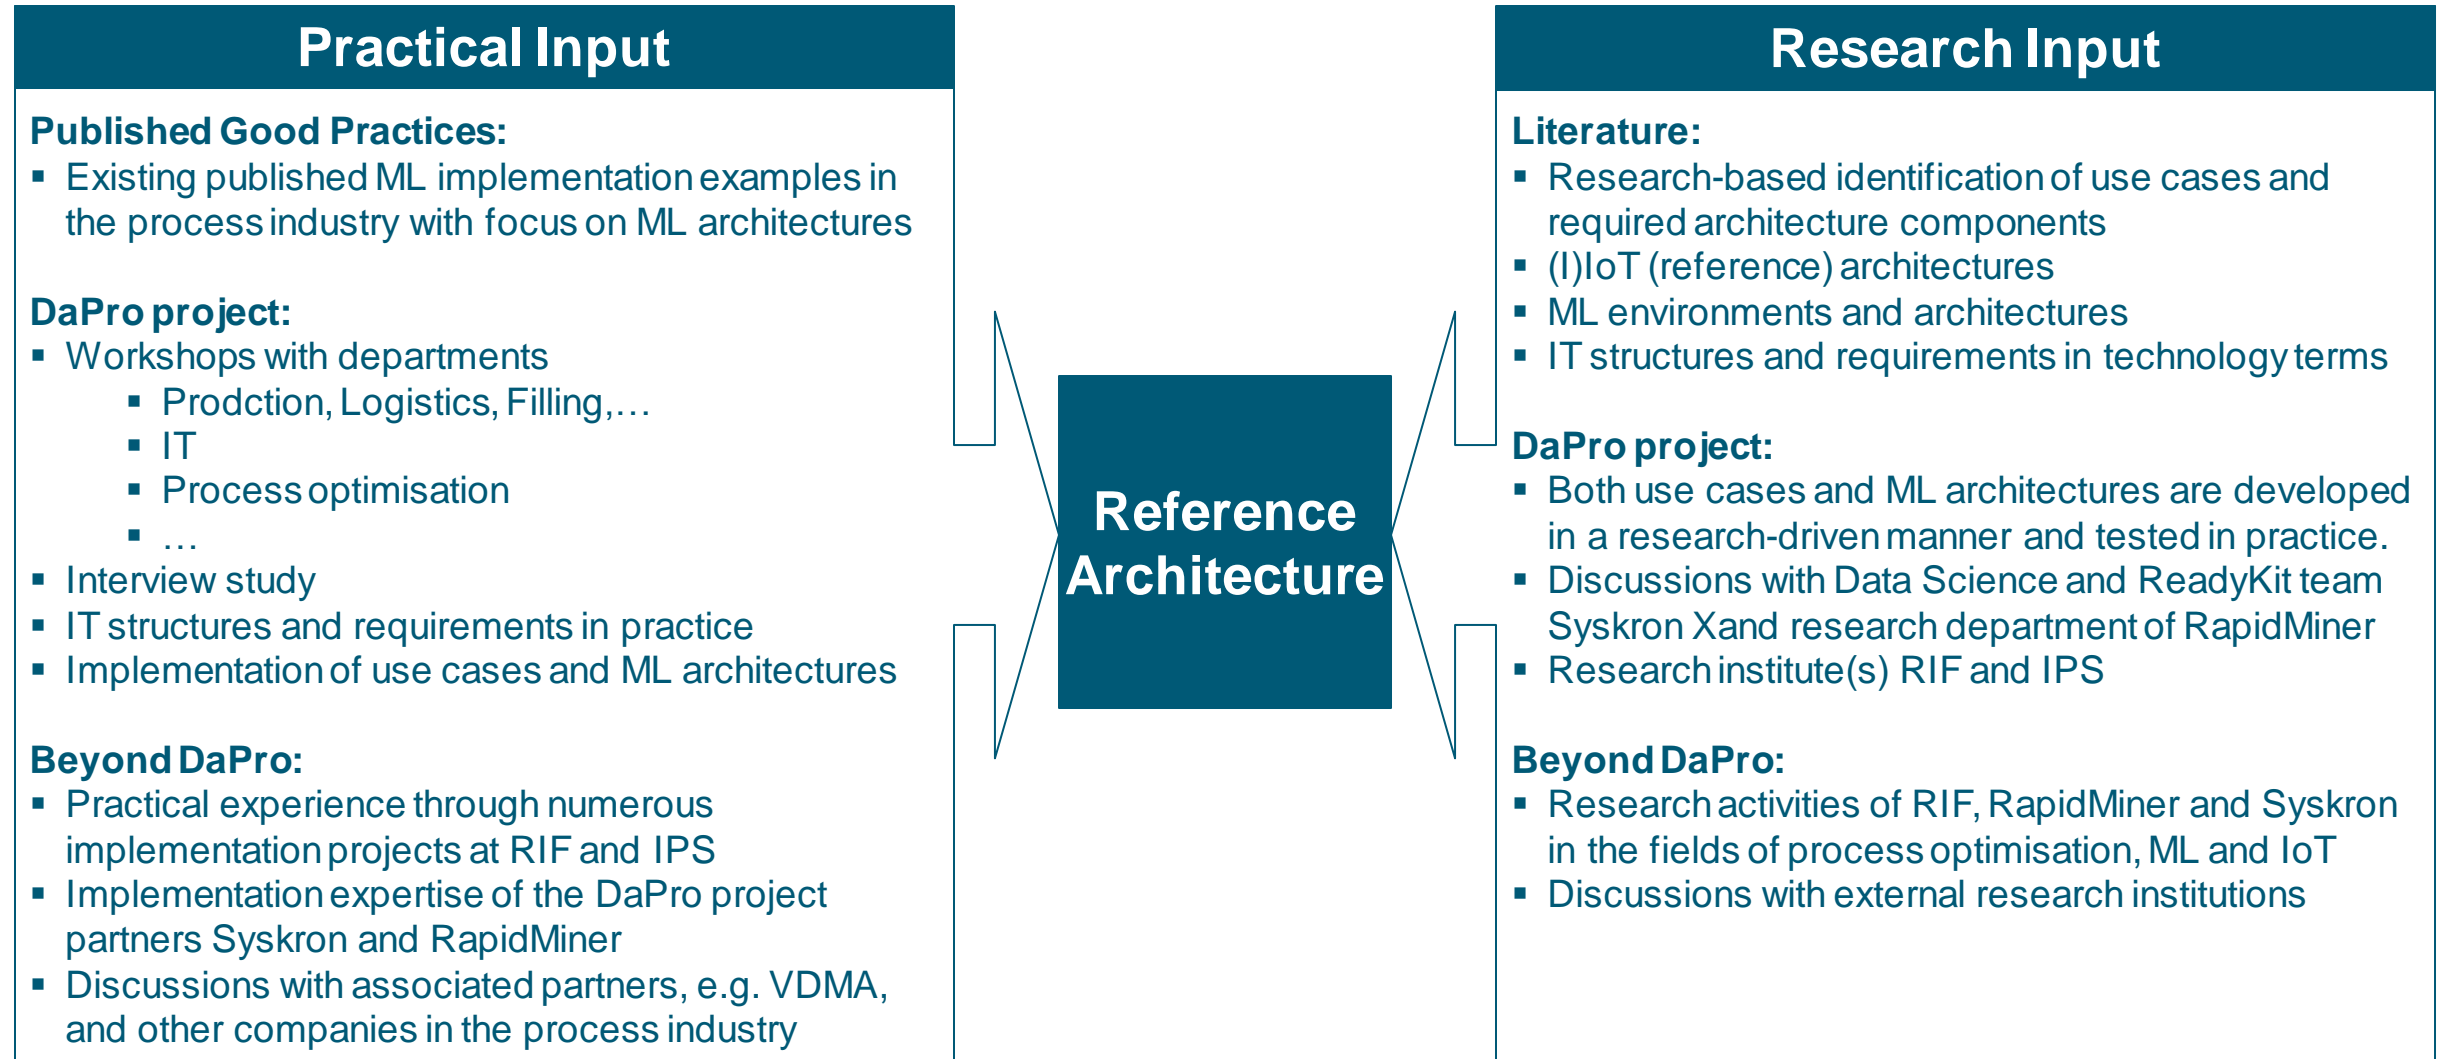 Practical Input
Published Good Practices:
▪ Existing published ML implementation examples in
the process industry with focus on ML architectures
DaPro project:
▪ Workshops with departments
▪ Prodction, Logistics, Filling,…
▪ IT
▪ Process optimisation
▪ …
▪ Interview study
▪ IT structures and requirements in practice
▪ Implementation of use cases and ML architectures
Beyond DaPro:
▪ Practical experience through numerous
implementation projects at RIF and IPS
▪ Implementation expertise of the DaPro project
partners Syskron and RapidMiner
▪ Discussions with associated partners, e.g. VDMA,
and other companies in the process industry
Reference
Architecture
Research Input
Literature:
▪ Research-based identification of use cases and
required architecture components
▪ (I)IoT (reference) architectures
▪ ML environments and architectures
▪ IT structures and requirements in technology terms
DaPro project:
▪ Both use cases and ML architectures are developed
in a research-driven manner and tested in practice.
▪ Discussions with Data Science and ReadyKit team
Syskron Xand research department of RapidMiner
▪ Research institute(s) RIF and IPS
Beyond DaPro:
▪ Research activities of RIF, RapidMiner and Syskron
in the fields of process optimisation, ML and IoT
▪ Discussions with external research institutions